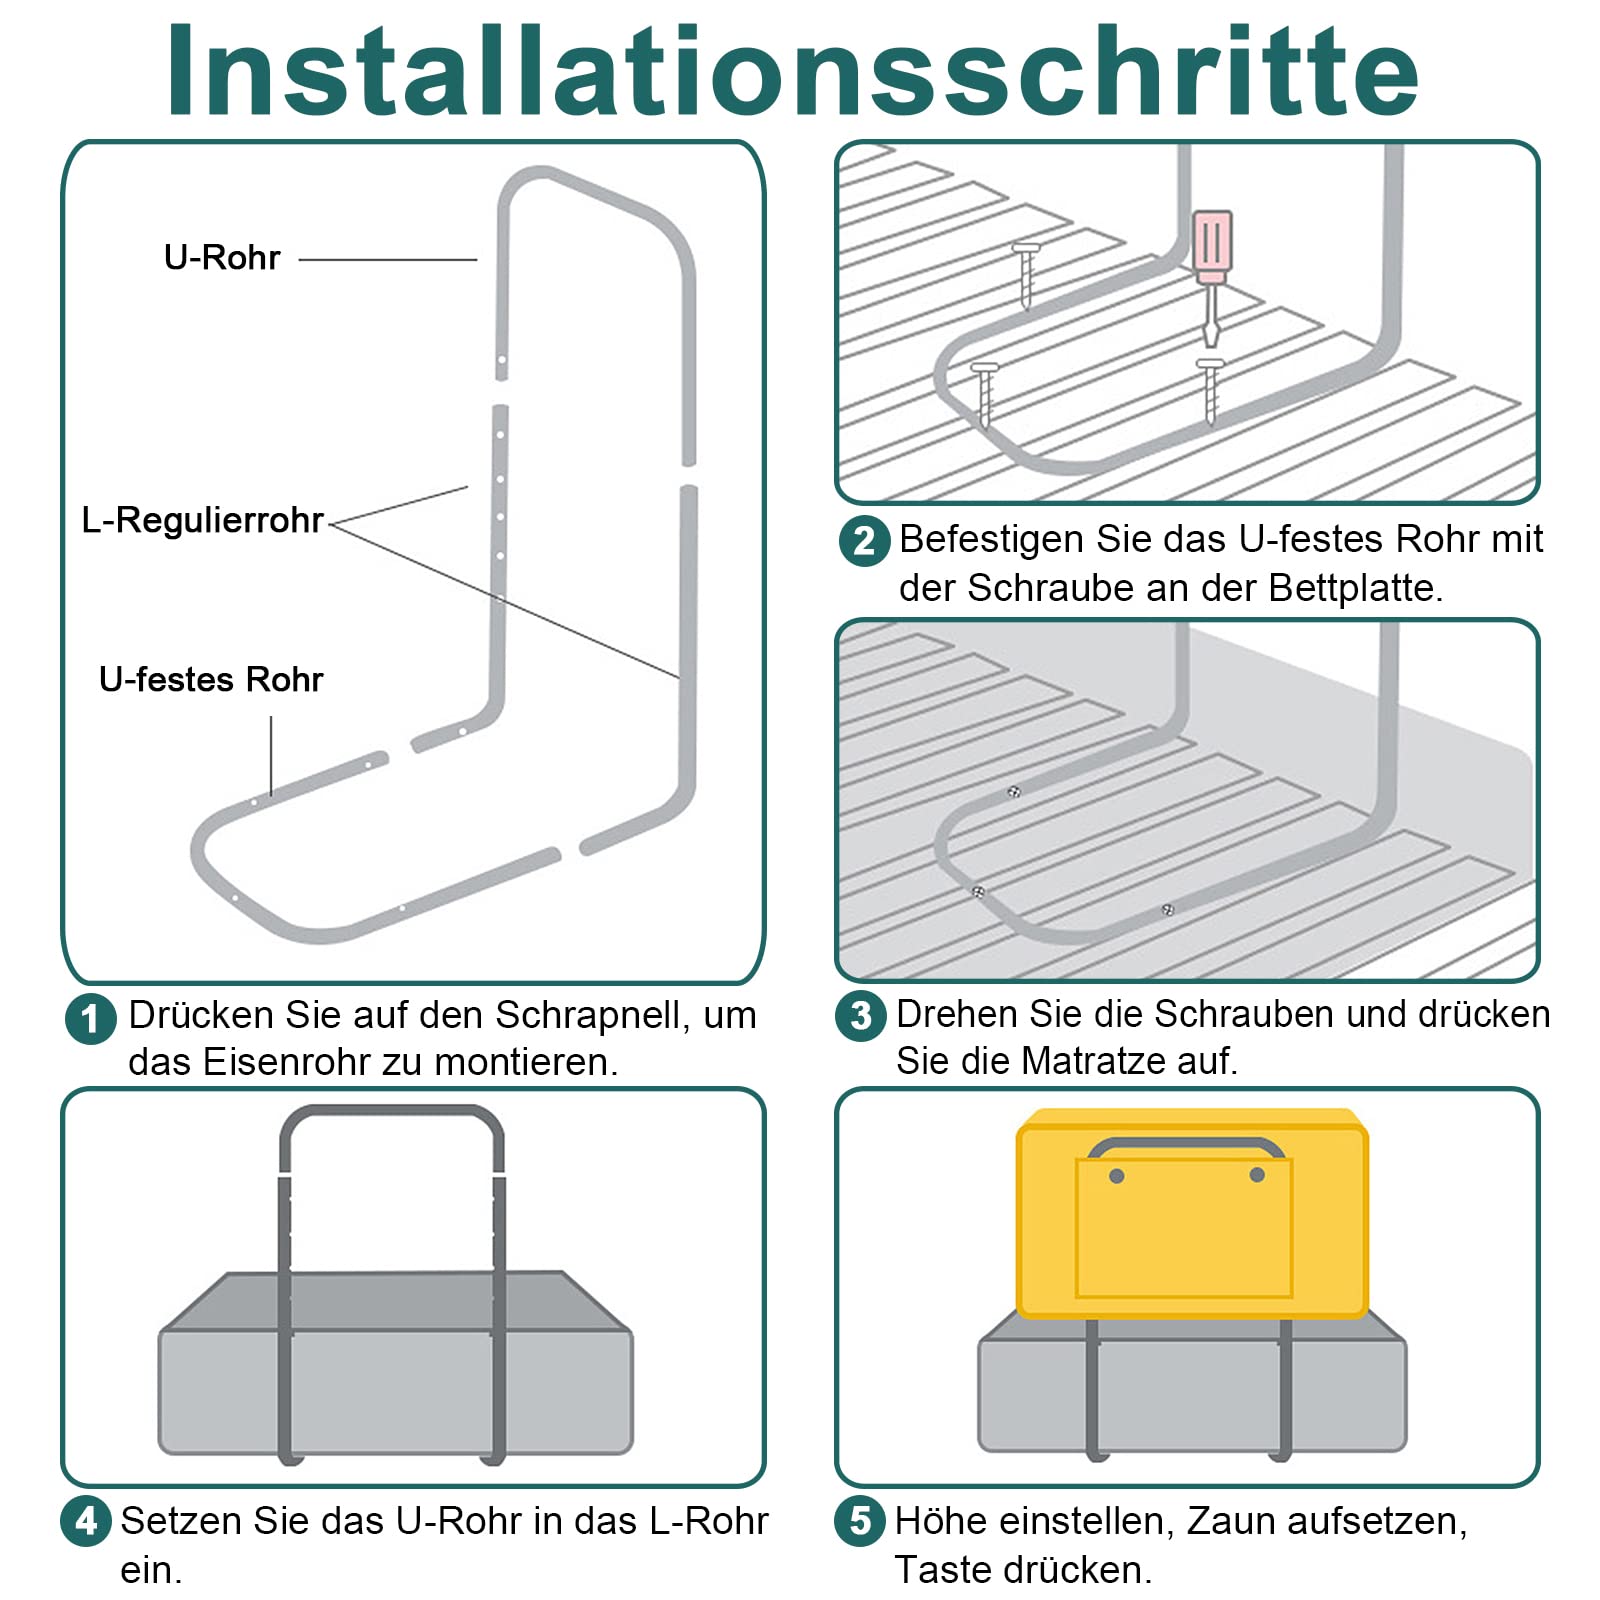 Installationsschritte
U-Rohr
L-Regulierrohr
U-festes Rohr
1 Drücken Sie auf den Schrapnell, um
das Eisenrohr zu montieren.
2 Befestigen Sie das U-festes Rohr mit
der Schraube an der Bettplatte.
3 Drehen Sie die Schrauben und drücken
Sie die Matratze auf.
4 Setzen Sie das U-Rohr in das L-Rohr
ein.
5 Höhe einstellen, Zaun aufsetzen,
Taste drücken.